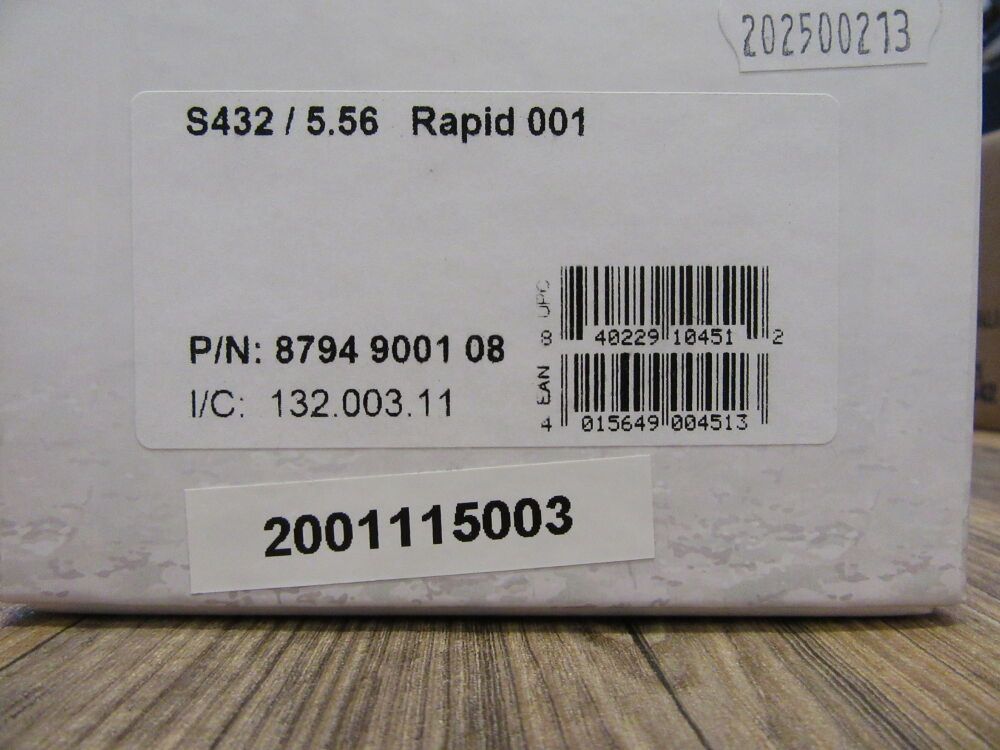 202500213
S432 / 5.56 Rapid 001
UPC
8 40229 10451 2
P/N: 8794 9001 08
I/C: 132.003.11
EAN
4 015649 004513
2001115003